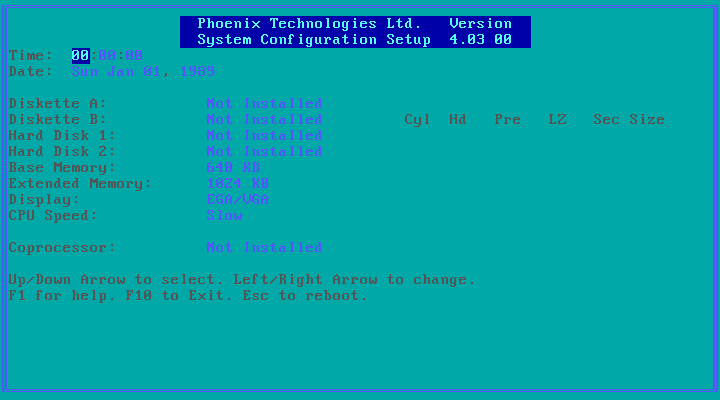 Phoenix Technologies Ltd. Version
System Configuration Setup 4.03 00
Time: 00:00:00
Date: Sun Jan 01, 1989
Diskette A: Not Installed
Diskette B: Not Installed Cyl Hd Pre LZ Sec Size
Hard Disk 1: Not Installed
Hard Disk 2: Not Installed
Base Memory: 640 KB
Extended Memory: 1024 KB
Display: EGA/VGA
CPU Speed: Slow
Coprocessor: Not Installed
Up/Down Arrow to select. Left/Right Arrow to change.
F1 for help. F10 to Exit. Esc to reboot.